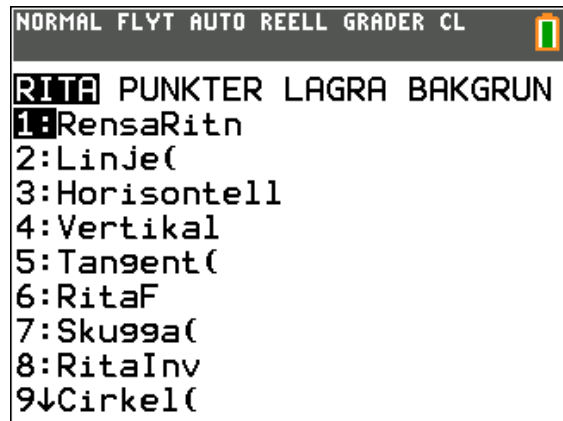 NORMAL FLYT AUTO REELL GRADER CL
RITA PUNKTER LAGRA BAKGRUN
1:RensaRitn
2:Linje(
3:Horisontell
4:Vertikal
5:Tangent(
6:RitaF
7:Skugga(
8:RitaInv
9↓Cirkel(